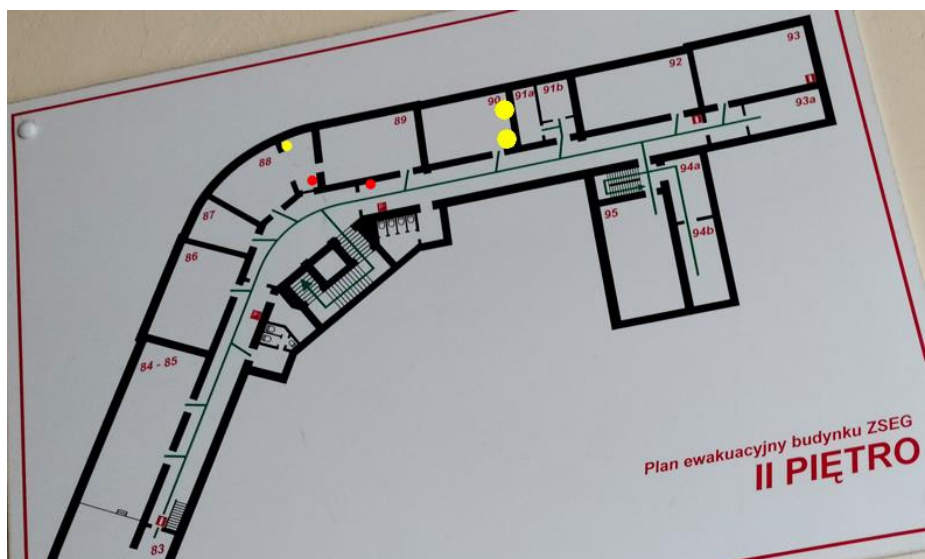 93
92
91b
91a
90
89
88
87
86
84 - 85
93a
94a
94b
95
83
Plan ewakuacyjny budynku ZSEG
II PIĘTRO